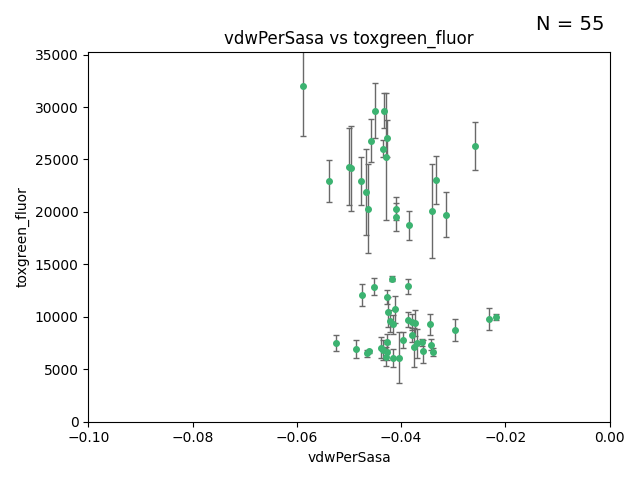 N = 55
vdwPerSasa vs toxgreen_fluor
35000
30000
25000
20000
15000
10000
5000
0
toxgreen_fluor
−0.10 −0.08 −0.06 −0.04 −0.02 0.00
vdwPerSasa